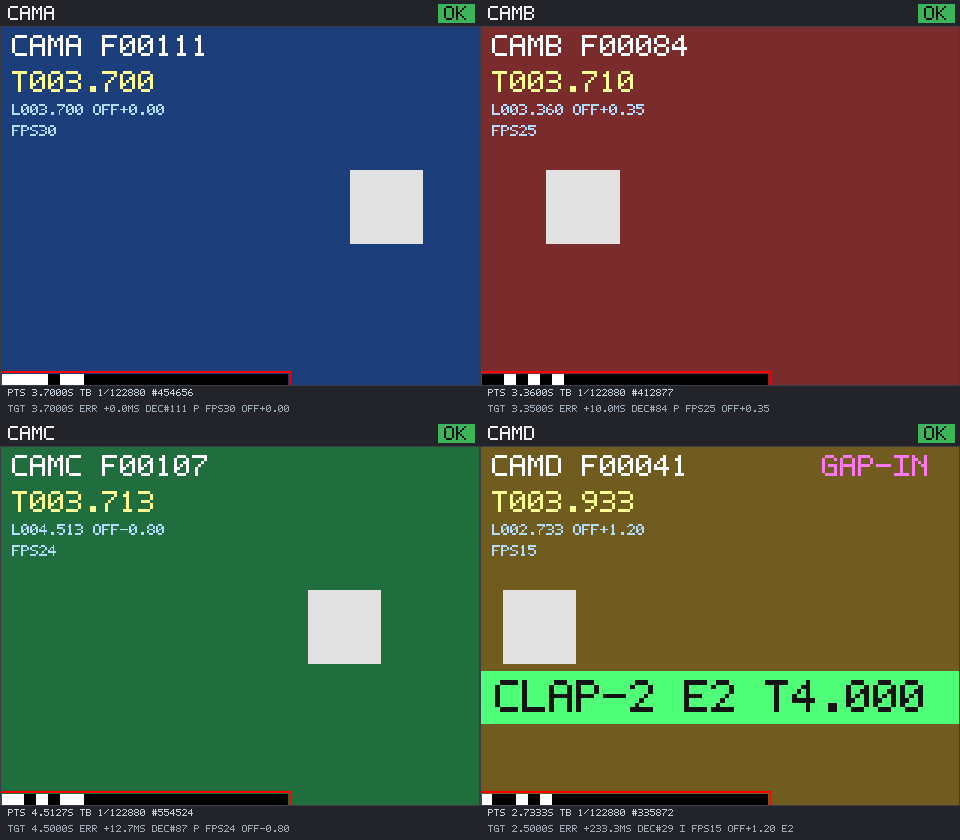 CAMA OK
CAMA F00111
T003.700
L003.700 OFF+0.00
FPS30
PTS 3.7000S TB 1/122880 #454656
TGT 3.7000S ERR +0.0MS DEC#111 P FPS30 OFF+0.00
CAMB OK
CAMB F00084
T003.710
L003.360 OFF+0.35
FPS25
PTS 3.3600S TB 1/122880 #412877
TGT 3.3500S ERR +10.0MS DEC#84 P FPS25 OFF+0.35
CAMC OK
CAMC F00107
T003.713
L004.513 OFF-0.80
FPS24
PTS 4.5127S TB 1/122880 #554524
TGT 4.5000S ERR +12.7MS DEC#87 P FPS24 OFF-0.80
CAMD OK
CAMD F00041 GAP-IN
T003.933
L002.733 OFF+1.20
FPS15
CLAP-2 E2 T4.000
PTS 2.7333S TB 1/122880 #335872
TGT 2.5000S ERR +233.3MS DEC#29 I FPS15 OFF+1.20 E2